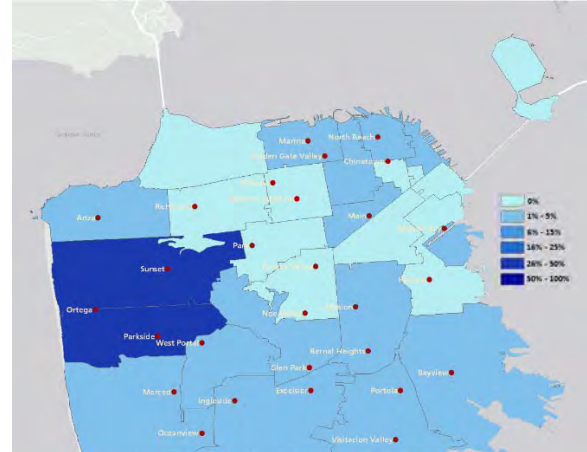 Marina
North Beach
Golden Gate Valley
Chinatown
Richmond
Anza
Main
Park
Sunset
Mission
Ortega
Noe Valley
Parkside
West Portal
Bernal Heights
Glen Park
Bayview
Merced
Ingleside
Excelsior
Portola
Oceanview
Visitacion Valley
0%
1% - 5%
6% - 15%
16% - 25%
26% - 50%
50% - 100%